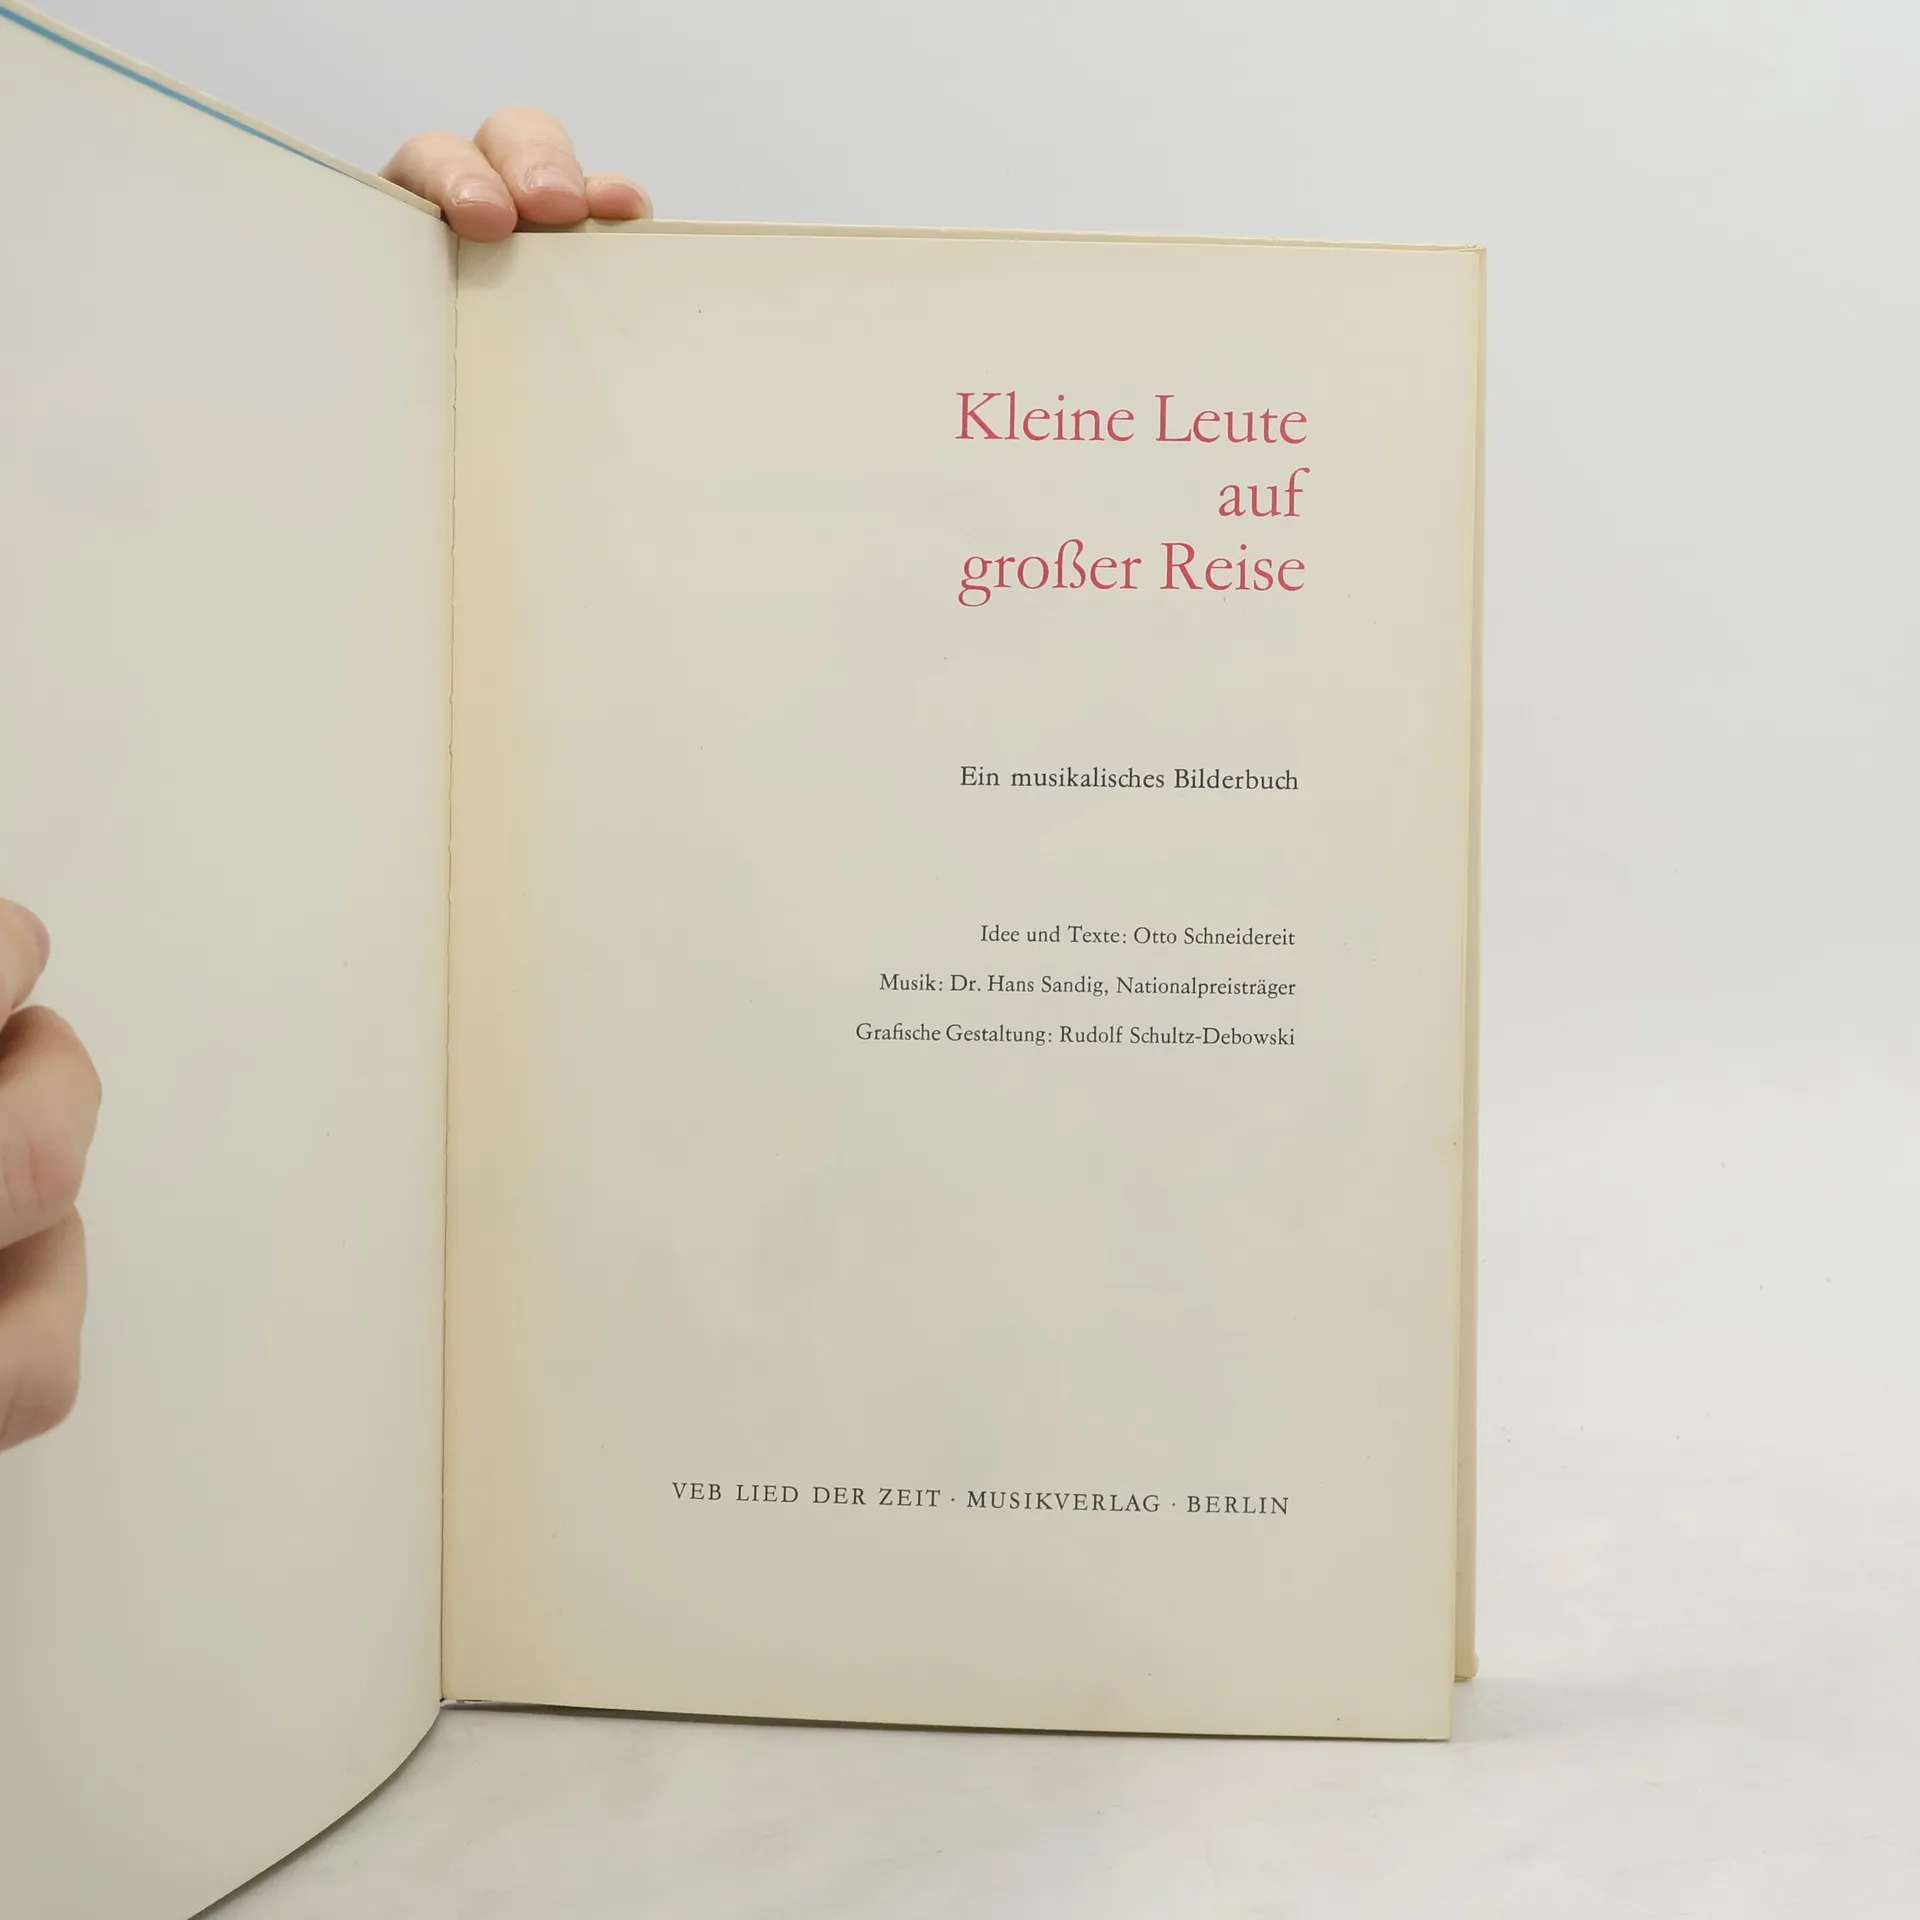 Kleine Leute
auf
großer Reise
Ein musikalisches Bilderbuch
Idee und Texte: Otto Schneidereit
Musik: Dr. Hans Sandig, Nationalpreisträger
Grafische Gestaltung: Rudolf Schultz-Debowski
VEB LIED DER ZEIT · MUSIKVERLAG · BERLIN